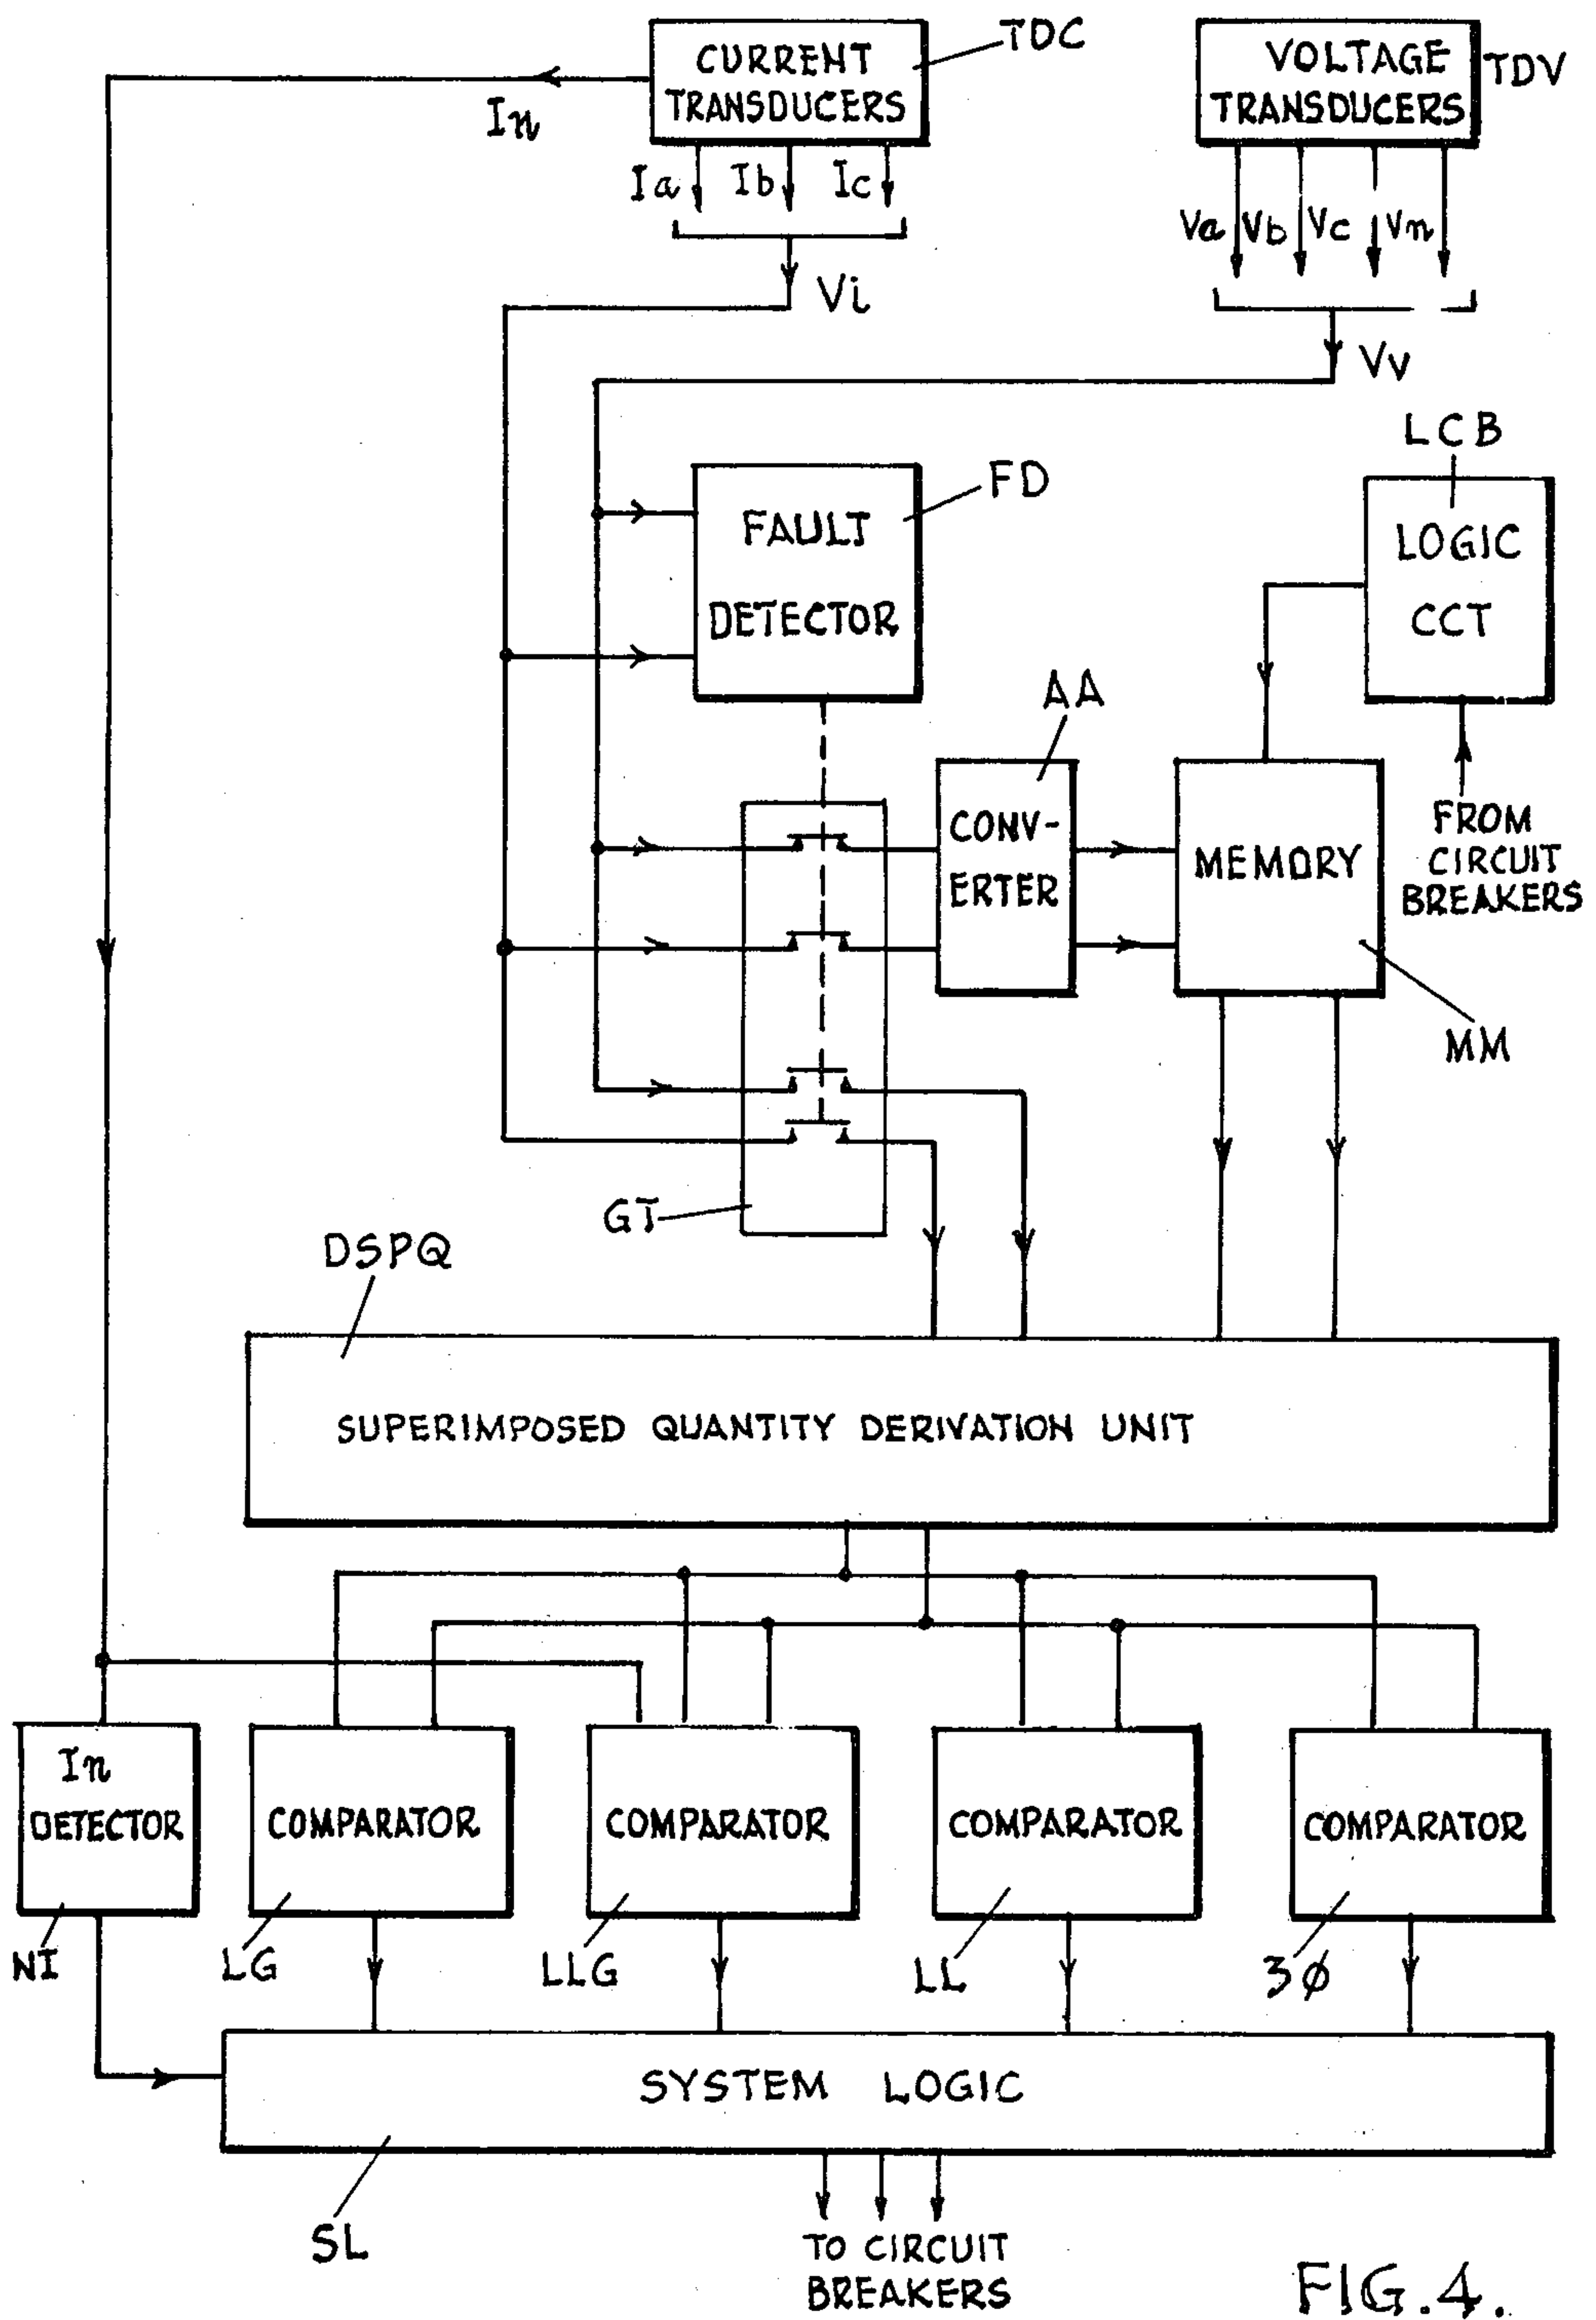 CURRENT
TRANSDUCERS
TDC
VOLTAGE
TRANSDUCERS
TDV
In
Ia Ib Ic
Va Vb Vc Vn
Vi
Vv
LCB
FD
FAULT
DETECTOR
LOGIC
CCT
AA
CONV-
ERTER
MEMORY
FROM
CIRCUIT
BREAKERS
MM
GT
DSPQ
SUPERIMPOSED QUANTITY DERIVATION UNIT
In
DETECTOR
COMPARATOR
COMPARATOR
COMPARATOR
COMPARATOR
NI
LG
LLG
LL
3Ø
SYSTEM LOGIC
SL
TO CIRCUIT
BREAKERS
FIG.4.